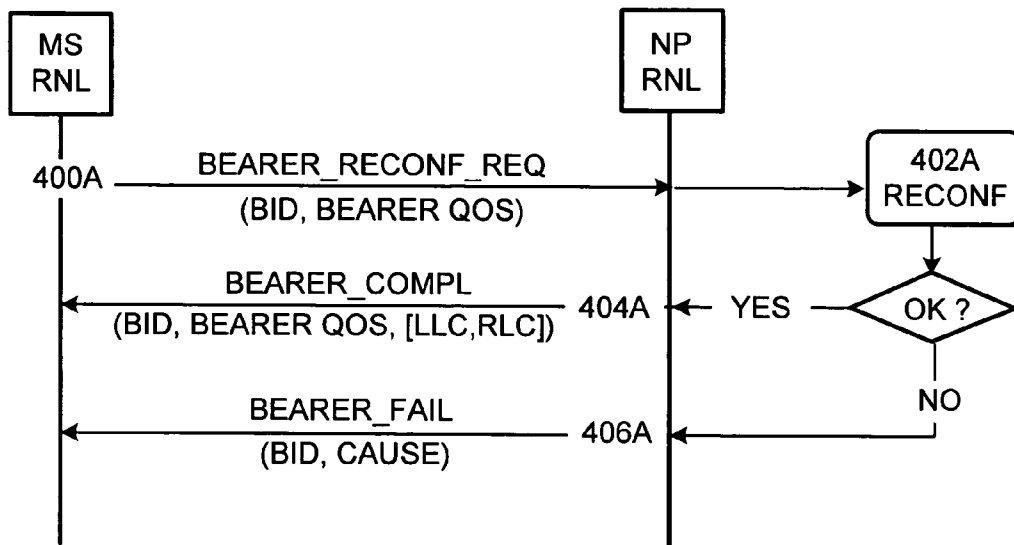 MS
RNL
NP
RNL
400A
BEARER_RECONF_REQ
(BID, BEARER QOS)
402A
RECONF
BEARER_COMPL
(BID, BEARER QOS, [LLC,RLC])
404A
YES
OK ?
NO
BEARER_FAIL
(BID, CAUSE)
406A